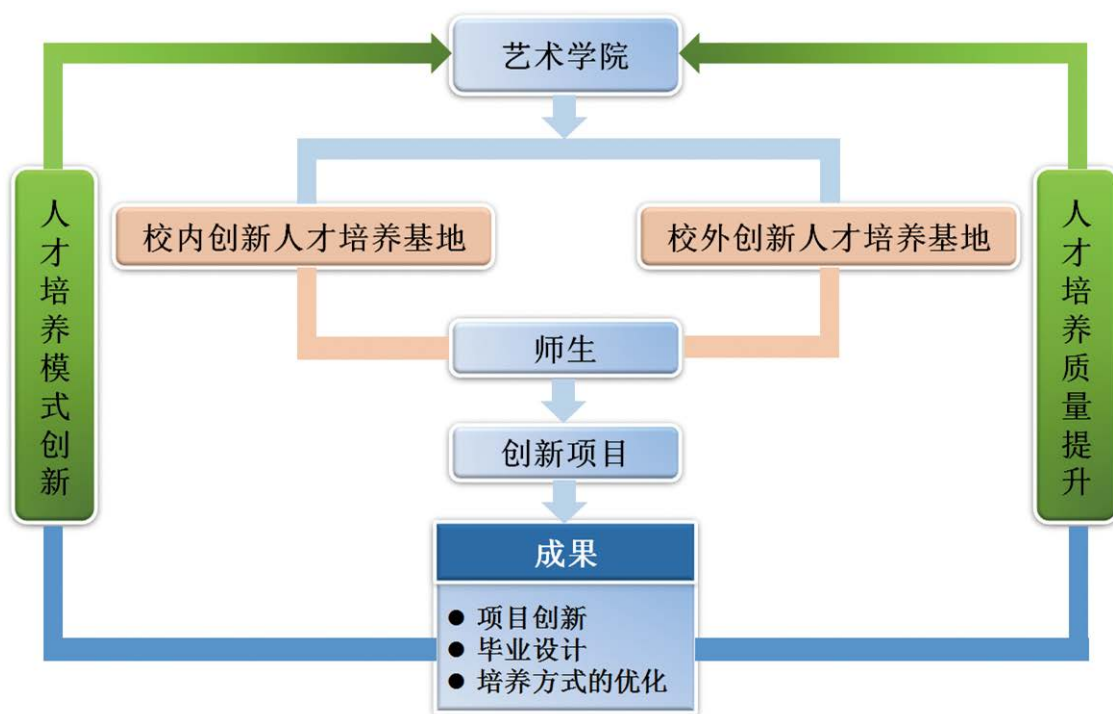 艺术学院
校内创新人才培养基地
校外创新人才培养基地
人才培养模式创新
人才培养质量提升
师生
创新项目
成果
● 项目创新
● 毕业设计
● 培养方式的优化